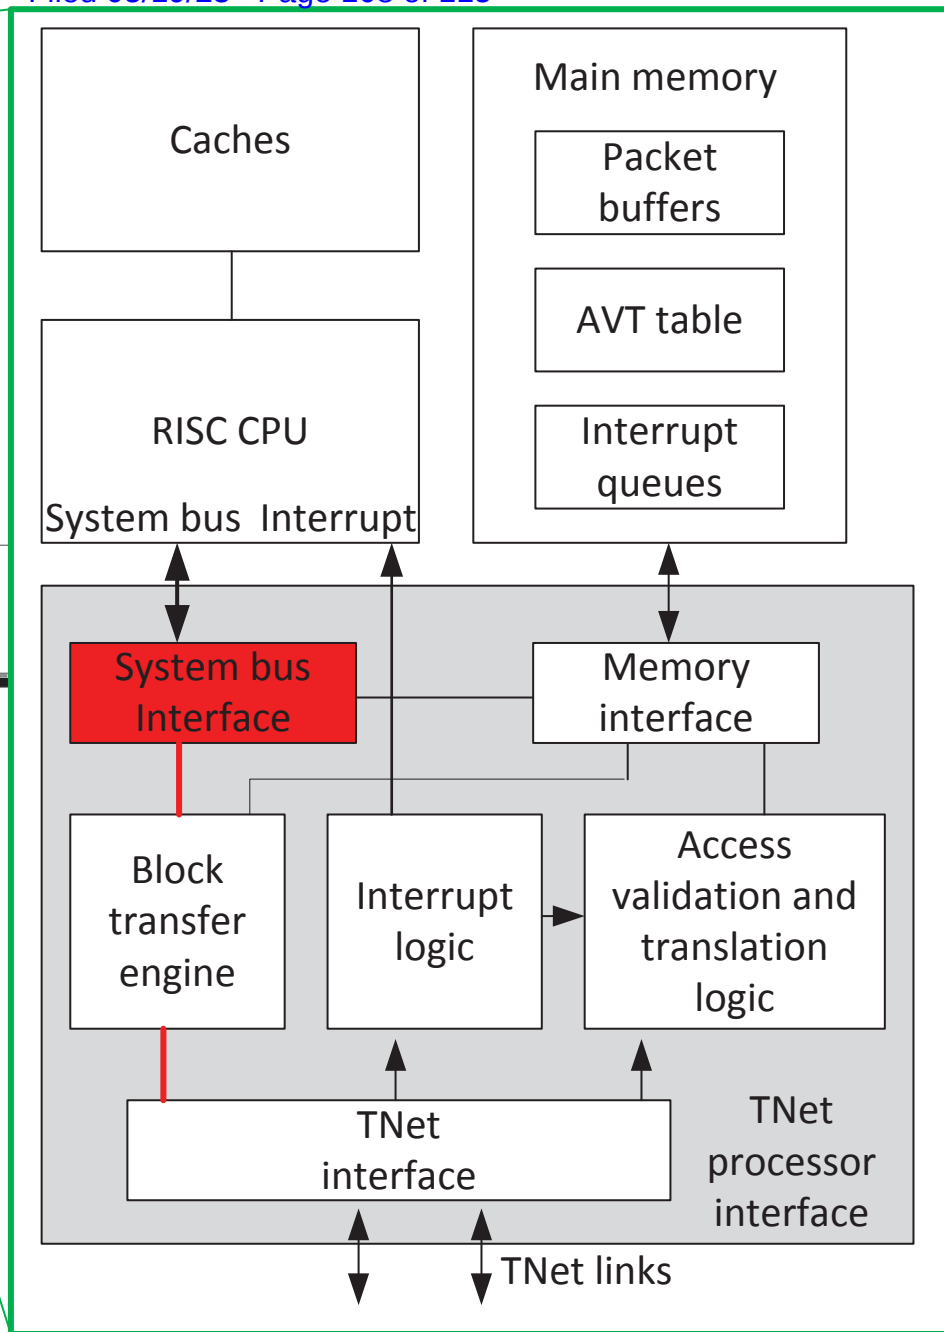 Caches
Main memory
Packet
buffers
AVT table
Interrupt
queues
RISC CPU
System bus Interrupt
System bus
Interface
Memory
interface
Block
transfer
engine
Interrupt
logic
Access
validation and
translation
logic
TNet
interface
TNet
processor
interface
TNet links